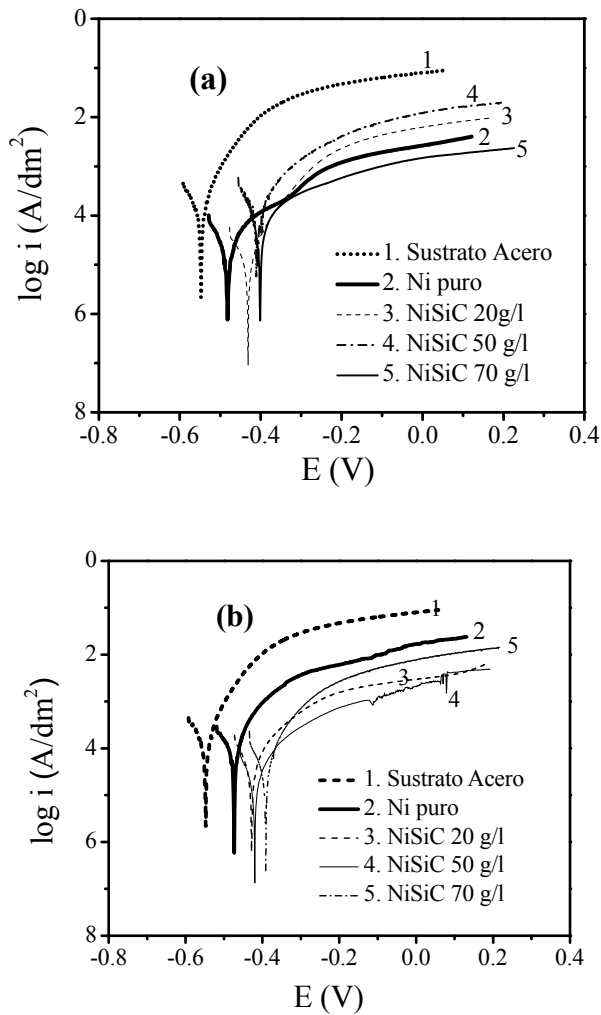 0
(a)
1
2
4
3
2
4
5
log i (A/dm²)
1. Sustrato Acero
2. Ni puro
3. NiSiC 20g/l
6
4. NiSiC 50 g/l
5. NiSiC 70 g/l
8
-0.8 -0.6 -0.4 -0.2 0.0 0.2 0.4
E (V)
0
(b)
1
2
2
5
3
4
log i (A/dm²)
4
1. Sustrato Acero
2. Ni puro
6
3. NiSiC 20 g/l
4. NiSiC 50 g/l
5. NiSiC 70 g/l
8
-0.8 -0.6 -0.4 -0.2 0.0 0.2 0.4
E (V)